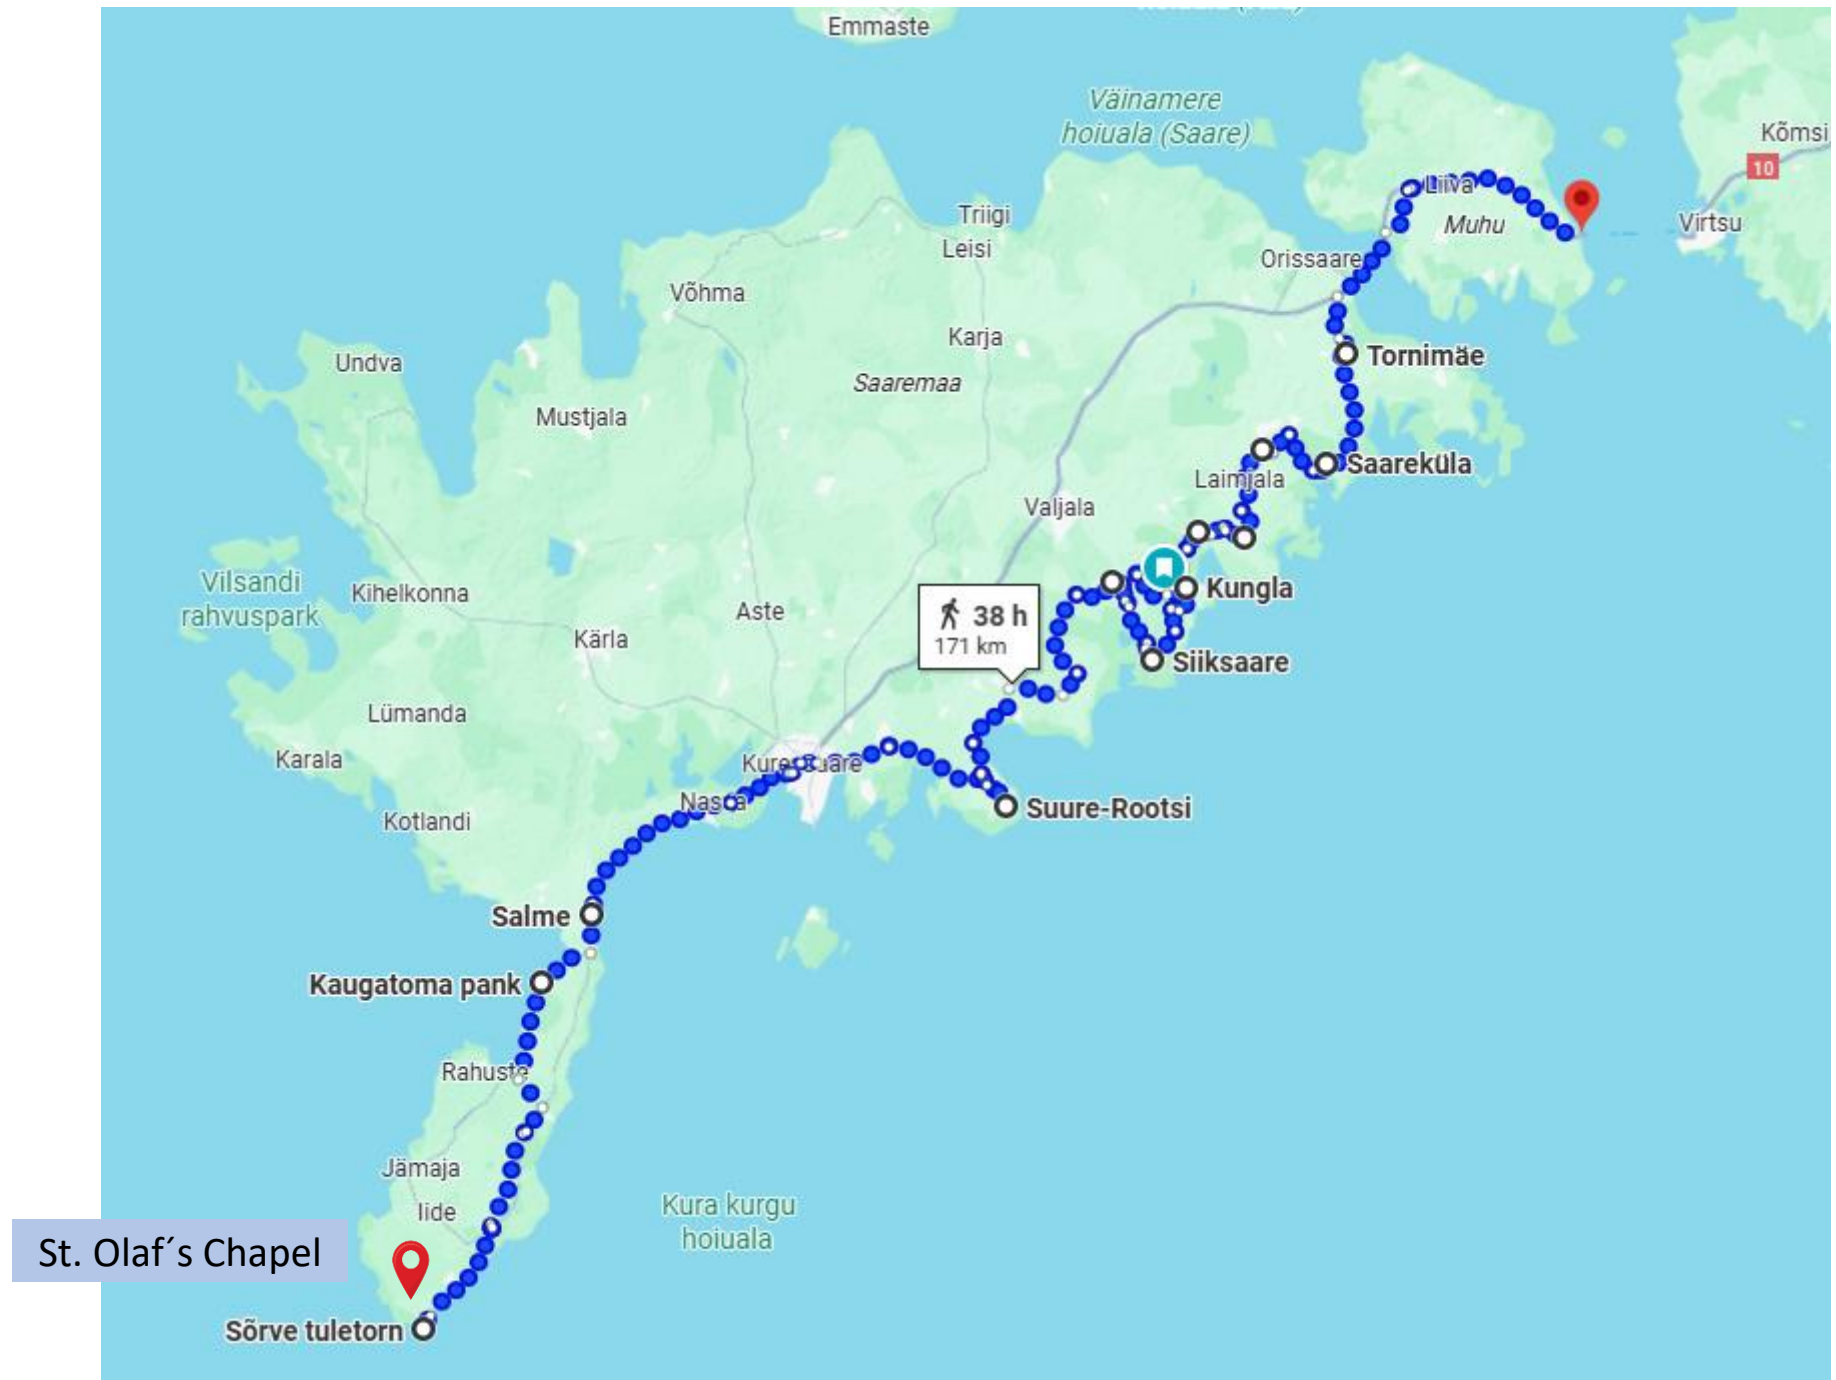 Emmaste
Väinamere
hoiuala (Saare)
Kõmsi
10
Liiva
Muhu
Virtsu
Triigi
Leisi
Orissaare
Võhma
Karja
Undva
Saaremaa
Tornimäe
Mustjala
Saareküla
Laimjala
Valjala
Vilsandi
rahvuspark
Kihelkonna
Kungla
Aste
38 h
171 km
Kärla
Siiksaare
Lümanda
Karala
Kuressaare
Nasva
Suure-Rootsi
Kotlandi
Salme
Kaugatoma pank
Rahuste
Jämaja
Iide
Kura kurgu
hoiuala
St. Olaf´s Chapel
Sõrve tuletorn